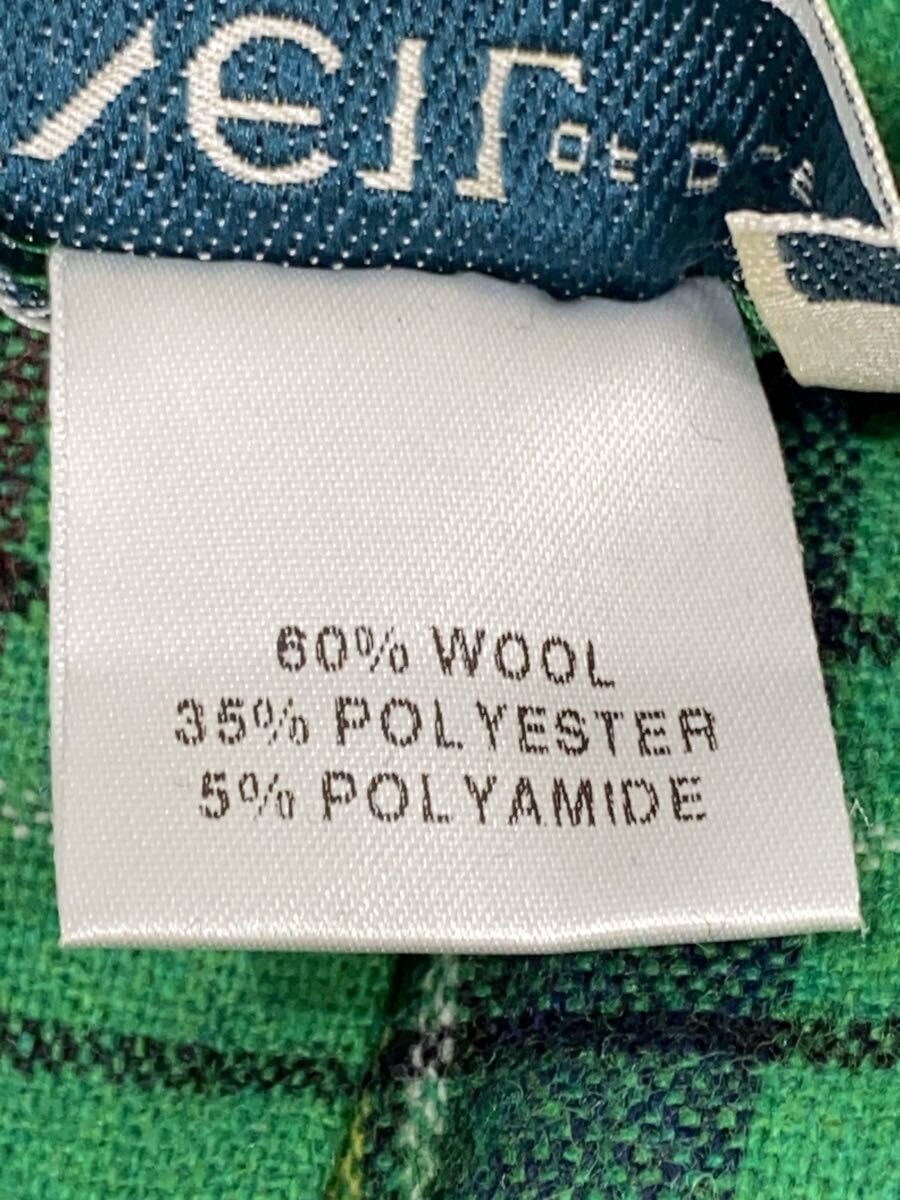 60% WOOL
35% POLYESTER
5% POLYAMIDE